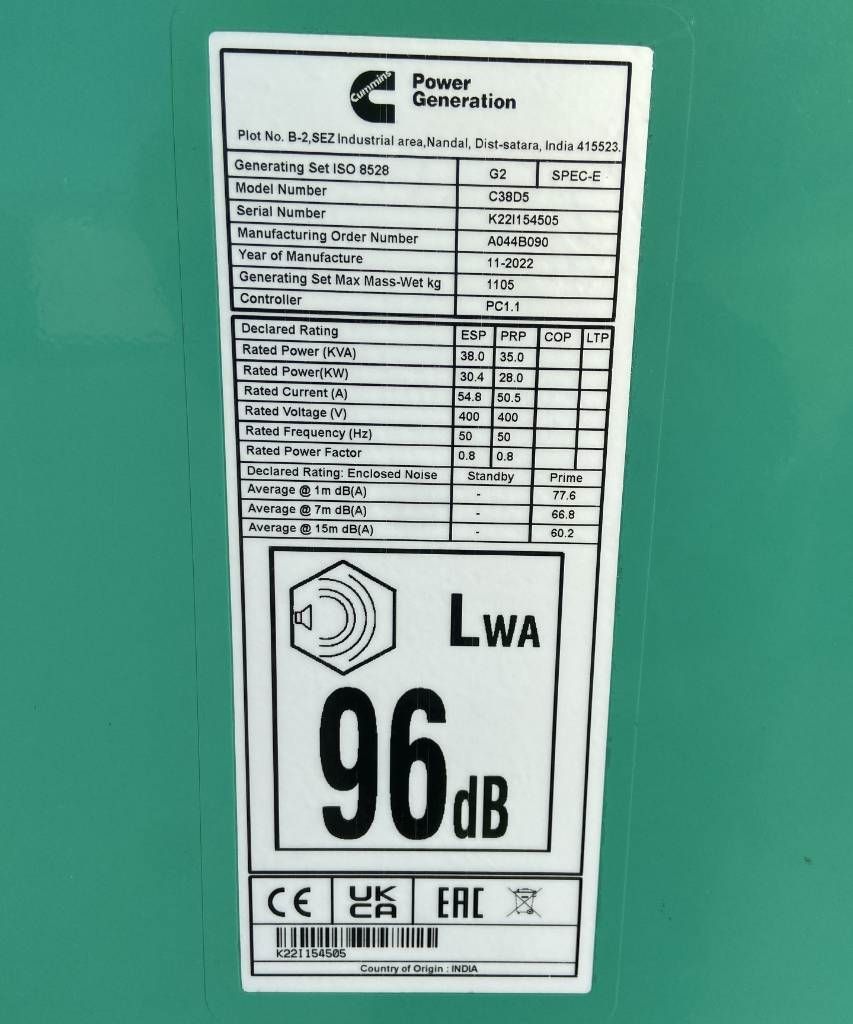 Cummins
Power
Generation
Plot No. B-2,SEZ Industrial area,Nandal, Dist-satara, India 415523.
Generating Set ISO 8528 G2 SPEC-E
Model Number C38D5
Serial Number K22I154505
Manufacturing Order Number A044B090
Year of Manufacture 11-2022
Generating Set Max Mass-Wet kg 1105
Controller PC1.1
Declared Rating ESP PRP COP LTP
Rated Power (KVA) 38.0 35.0
Rated Power(KW) 30.4 28.0
Rated Current (A) 54.8 50.5
Rated Voltage (V) 400 400
Rated Frequency (Hz) 50 50
Rated Power Factor 0.8 0.8
Declared Rating: Enclosed Noise Standby Prime
Average @ 1m dB(A) - 77.6
Average @ 7m dB(A) - 66.8
Average @ 15m dB(A) - 60.2
LWA
96dB
CE UK CA EAC
K22I154505
Country of Origin : INDIA